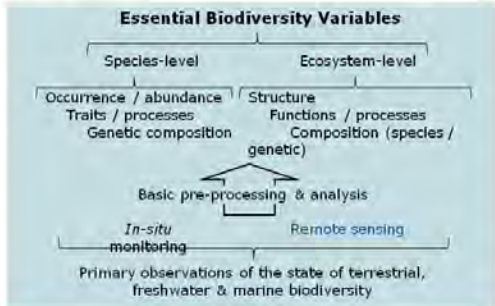 Essential Biodiversity Variables
Species-level
Ecosystem-level
Occurrence / abundance
Traits / processes
Genetic composition
Structure
Functions / processes
Composition (species /
genetic)
Basic pre-processing & analysis
In-situ
monitoring
Remote sensing
Primary observations of the state of terrestrial,
freshwater & marine biodiversity